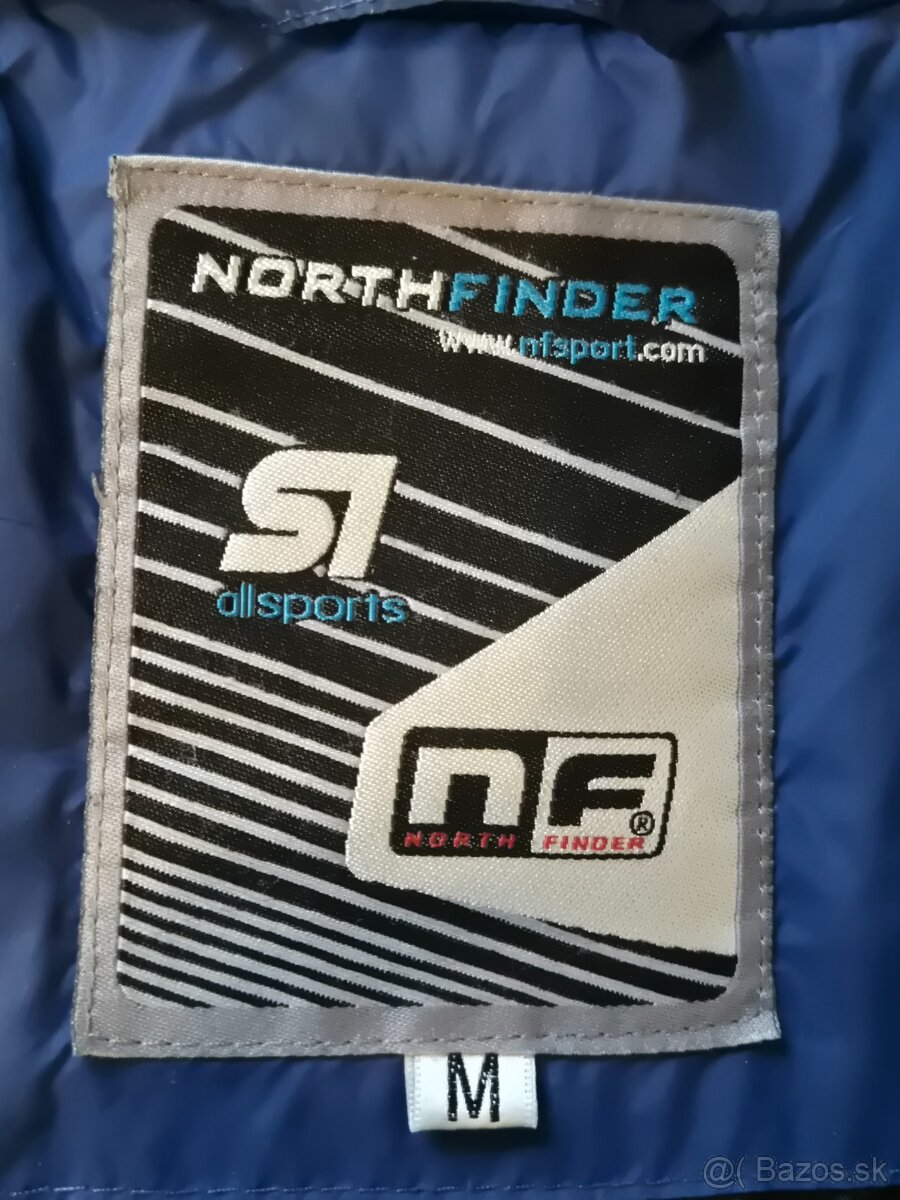 NORTHFINDER
www.nfsport.com
S1
allsports
nF®
NORTH FINDER
M
@( Bazos.sk